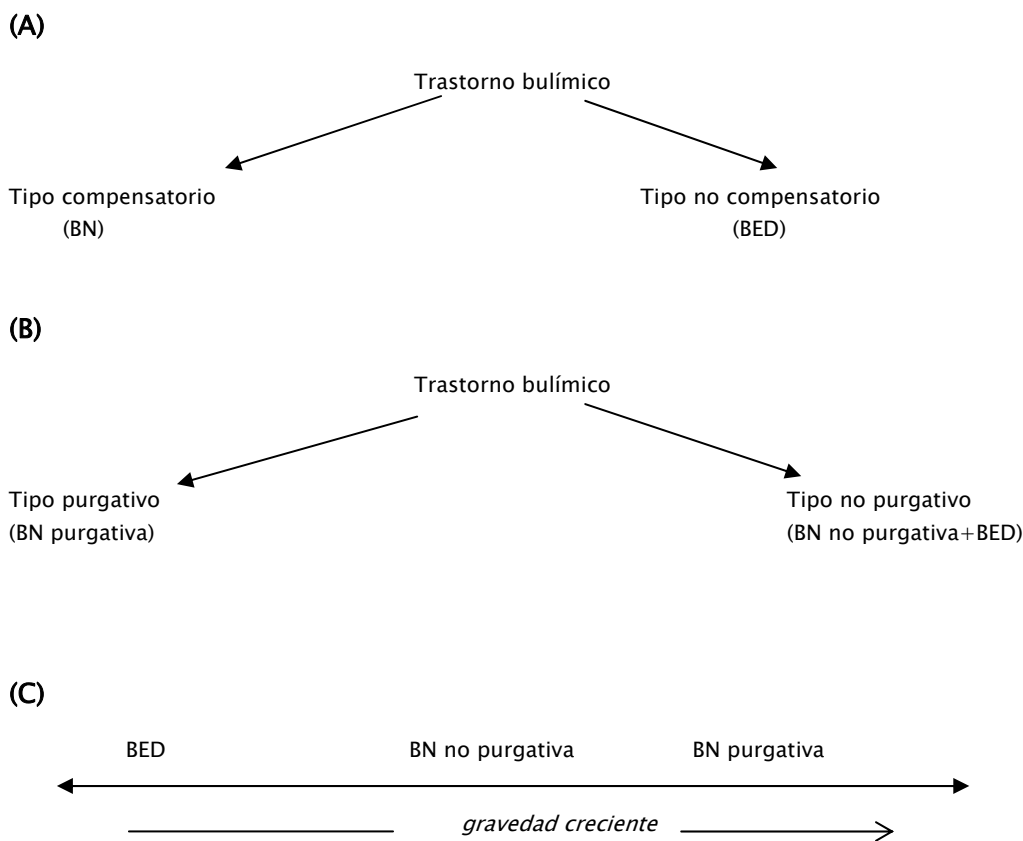 (A)
Trastorno bulímico
Tipo compensatorio Tipo no compensatorio
(BN) (BED)
(B)
Trastorno bulímico
Tipo purgativo Tipo no purgativo
(BN purgativa) (BN no purgativa+BED)
(C)
BED BN no purgativa BN purgativa
gravedad creciente